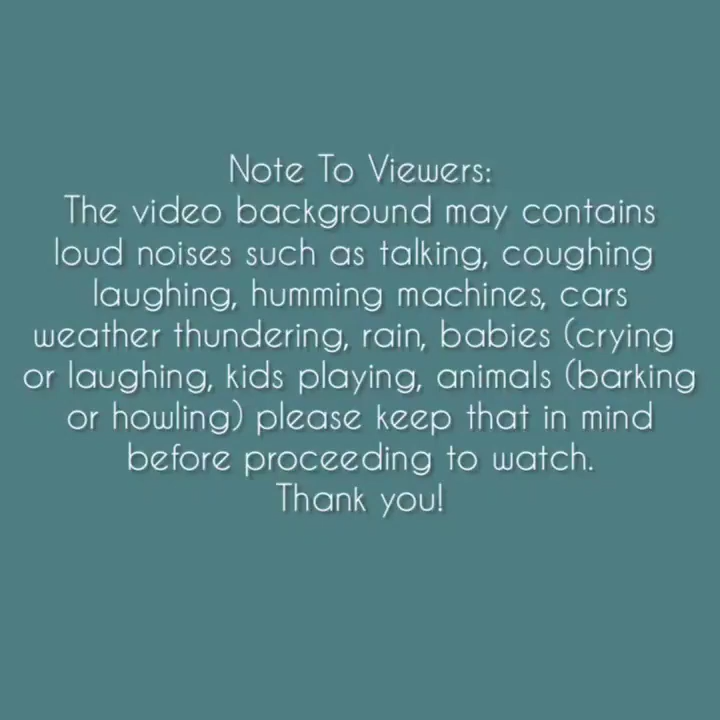 Note To Viewers:
The video background may contains
loud noises such as talking, coughing
laughing, humming machines, cars
weather thundering, rain, babies (crying
or laughing, kids playing, animals (barking
or howling) please keep that in mind
before proceeding to watch.
Thank you!